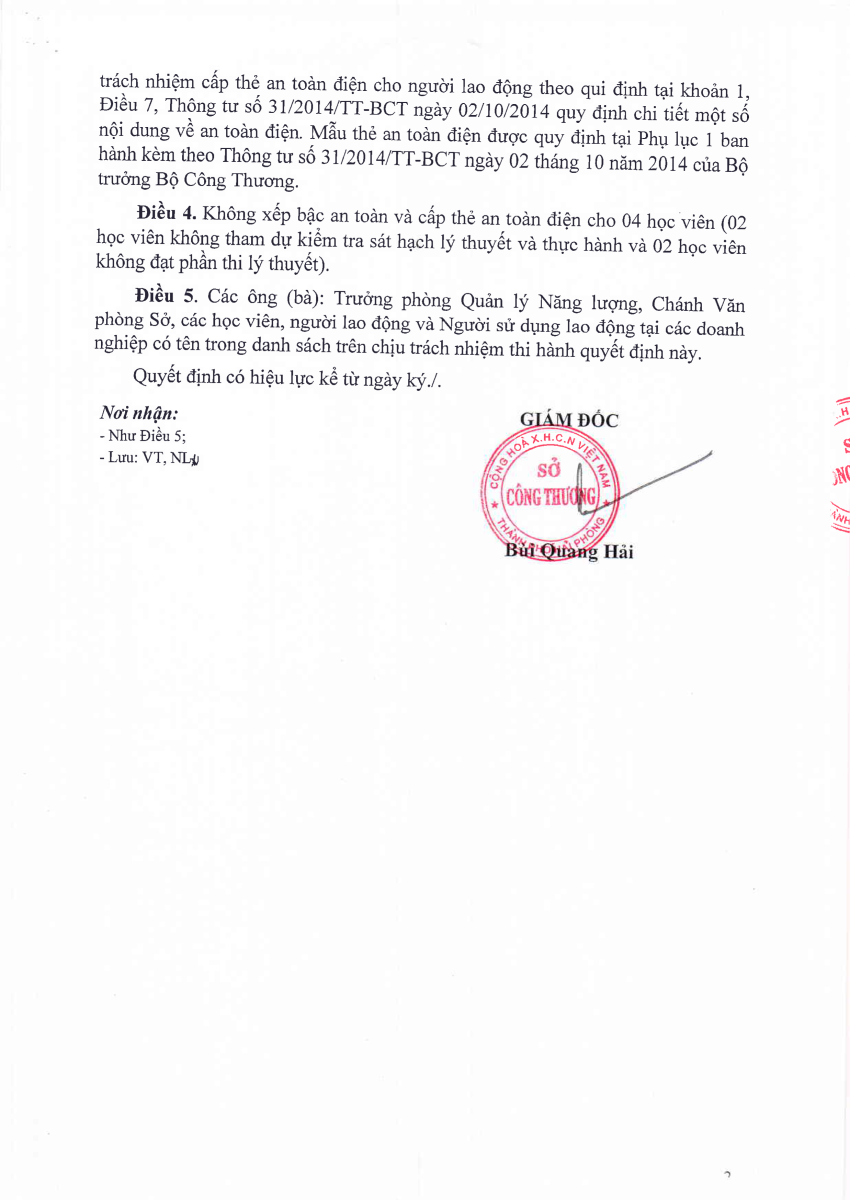 trách nhiệm cấp thẻ an toàn điện cho người lao động theo qui định tại khoản 1,
Điều 7, Thông tư số 31/2014/TT-BCT ngày 02/10/2014 quy định chi tiết một số
nội dung về an toàn điện. Mẫu thẻ an toàn điện được quy định tại Phụ lục 1 ban
hành kèm theo Thông tư số 31/2014/TT-BCT ngày 02 tháng 10 năm 2014 của Bộ
trưởng Bộ Công Thương.
Điều 4. Không xếp bậc an toàn và cấp thẻ an toàn điện cho 04 học viên (02
học viên không tham dự kiểm tra sát hạch lý thuyết và thực hành và 02 học viên
không đạt phần thi lý thuyết).
Điều 5. Các ông (bà): Trưởng phòng Quản lý Năng lượng, Chánh Văn
phòng Sở, các học viên, người lao động và Người sử dụng lao động tại các doanh
nghiệp có tên trong danh sách trên chịu trách nhiệm thi hành quyết định này.
Quyết định có hiệu lực kể từ ngày ký./.
Nơi nhận:
- Như Điều 5;
- Lưu: VT, NL
GIÁM ĐỐC
CỘNG HOÀ X.H.C.N VIỆT NAM
SỞ
CÔNG THƯƠNG
THÀNH PHỐ HẢI PHÒNG
Bùi Quang Hải